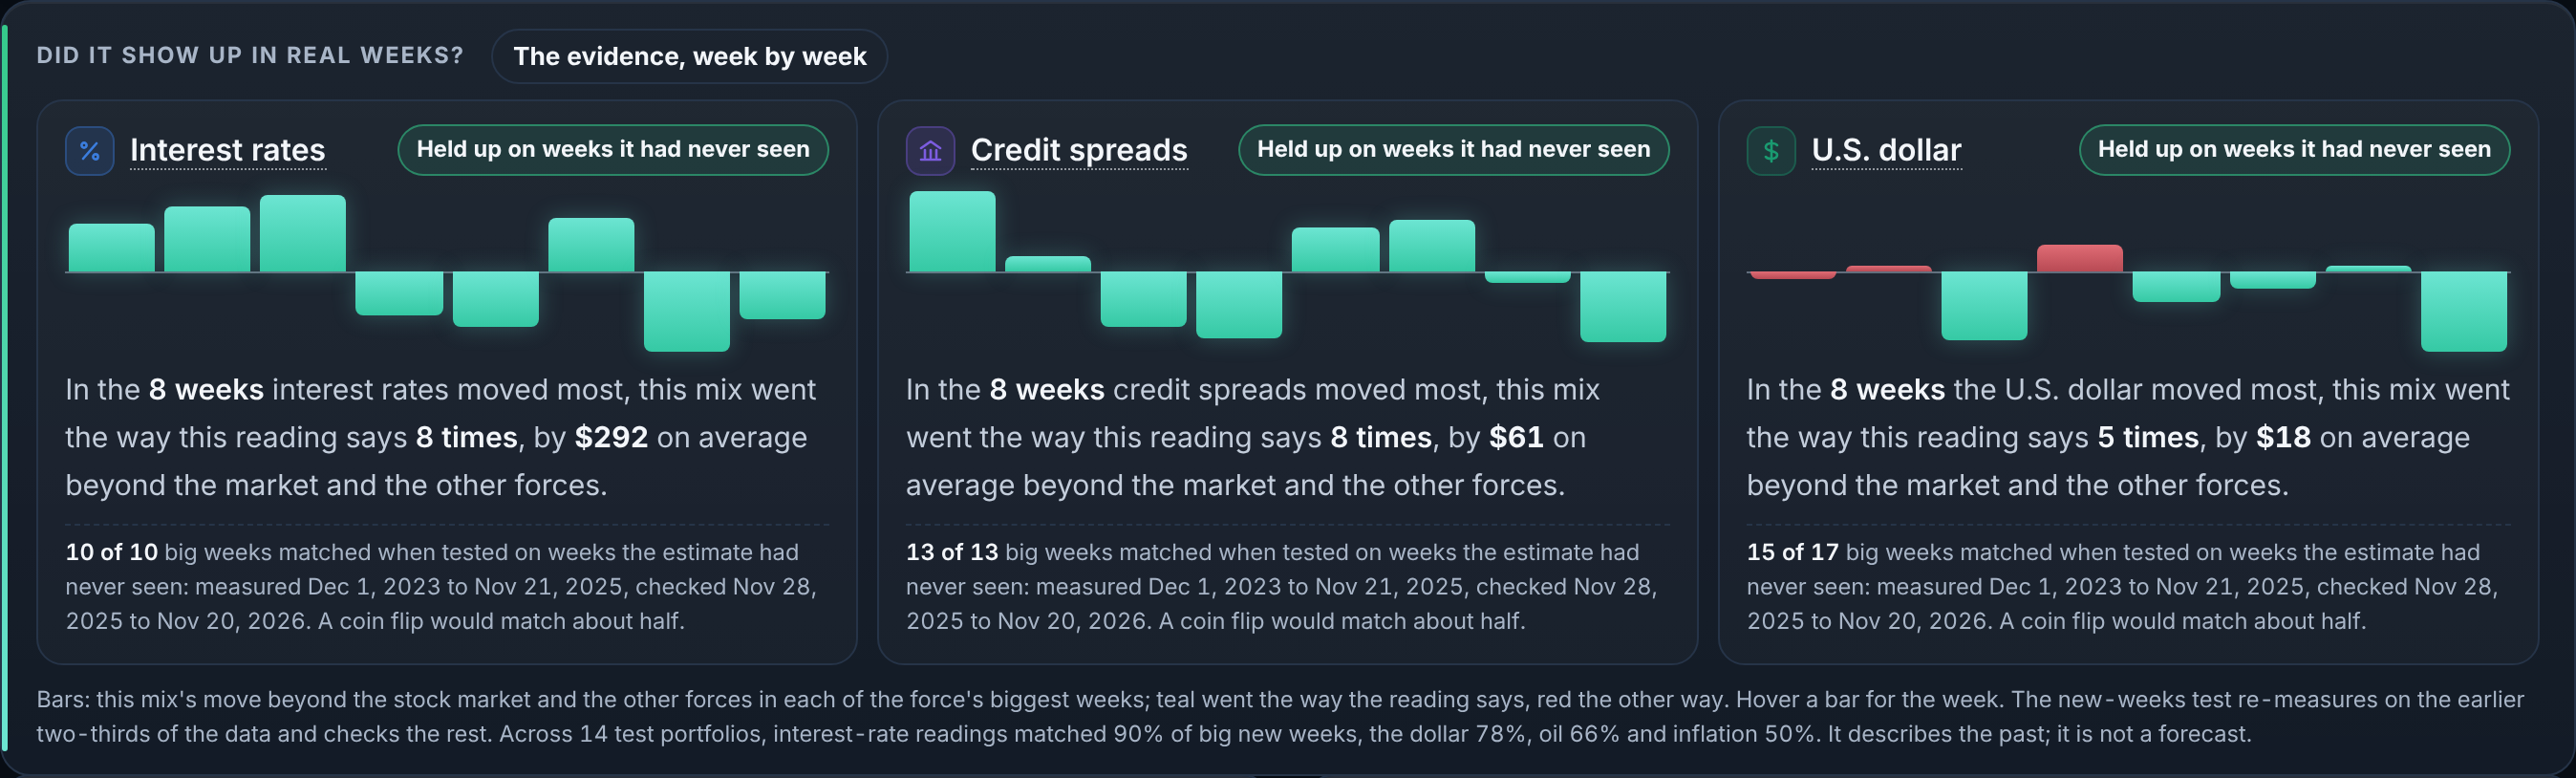 DID IT SHOW UP IN REAL WEEKS? The evidence, week by week
% Interest rates Held up on weeks it had never seen
In the 8 weeks interest rates moved most, this mix went
the way this reading says 8 times, by $292 on average
beyond the market and the other forces.
10 of 10 big weeks matched when tested on weeks the estimate had
never seen: measured Dec 1, 2023 to Nov 21, 2025, checked Nov 28,
2025 to Nov 20, 2026. A coin flip would match about half.
Credit spreads Held up on weeks it had never seen
In the 8 weeks credit spreads moved most, this mix
went the way this reading says 8 times, by $61 on
average beyond the market and the other forces.
13 of 13 big weeks matched when tested on weeks the estimate had
never seen: measured Dec 1, 2023 to Nov 21, 2025, checked Nov 28,
2025 to Nov 20, 2026. A coin flip would match about half.
$ U.S. dollar Held up on weeks it had never seen
In the 8 weeks the U.S. dollar moved most, this mix went
the way this reading says 5 times, by $18 on average
beyond the market and the other forces.
15 of 17 big weeks matched when tested on weeks the estimate had
never seen: measured Dec 1, 2023 to Nov 21, 2025, checked Nov 28,
2025 to Nov 20, 2026. A coin flip would match about half.
Bars: this mix's move beyond the stock market and the other forces in each of the force's biggest weeks; teal went the way the reading says, red the other way. Hover a bar for the week. The new-weeks test re-measures on the earlier
two-thirds of the data and checks the rest. Across 14 test portfolios, interest-rate readings matched 90% of big new weeks, the dollar 78%, oil 66% and inflation 50%. It describes the past; it is not a forecast.